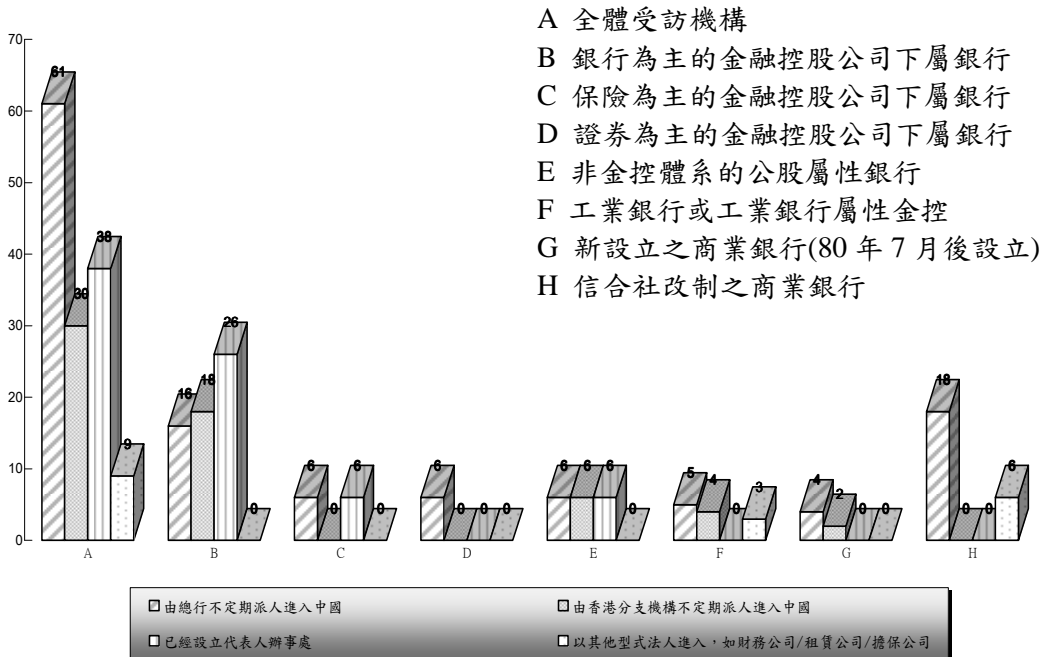 A 全體受訪機構
B 銀行為主的金融控股公司下屬銀行
C 保險為主的金融控股公司下屬銀行
D 證券為主的金融控股公司下屬銀行
E 非金控體系的公股屬性銀行
F 工業銀行或工業銀行屬性金控
G 新設立之商業銀行(80 年 7 月後設立)
H 信合社改制之商業銀行
70
60
50
40
30
20
10
0
61 30 38 9
16 18 26 0
6 0 6 0
6 0 0 0
6 6 6 0
5 4 0 3
4 2 0 0
18 0 0 6
A B C D E F G H
由總行不定期派人進入中國 由香港分支機構不定期派人進入中國
已經設立代表人辦事處 以其他型式法人進入，如財務公司/租賃公司/擔保公司